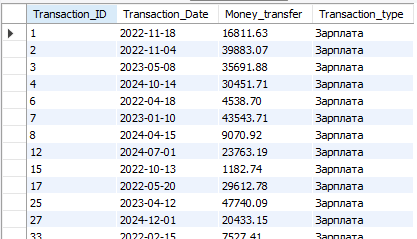 Transaction_ID Transaction_Date Money_transfer Transaction_type
1 2022-11-18 16811.63 Зарплата
2 2022-11-04 39883.07 Зарплата
3 2023-05-08 35691.88 Зарплата
4 2024-10-14 30451.71 Зарплата
6 2022-04-18 4538.70 Зарплата
7 2023-01-10 43543.71 Зарплата
8 2024-04-15 9070.92 Зарплата
12 2024-07-01 23763.19 Зарплата
15 2022-10-13 1182.74 Зарплата
17 2022-05-20 29612.78 Зарплата
25 2023-04-12 47740.09 Зарплата
27 2024-12-01 20433.15 Зарплата
33 2022-02-15 7527.41 Зарплата